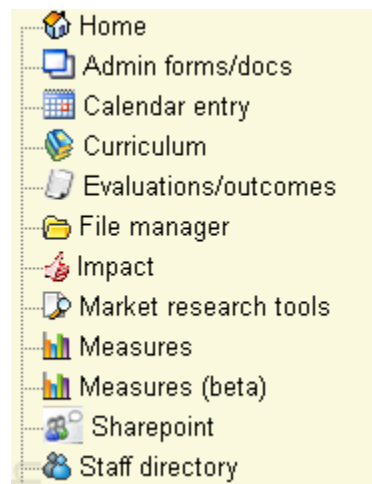 Home
Admin forms/docs
Calendar entry
Curriculum
Evaluations/outcomes
File manager
Impact
Market research tools
Measures
Measures (beta)
Sharepoint
Staff directory